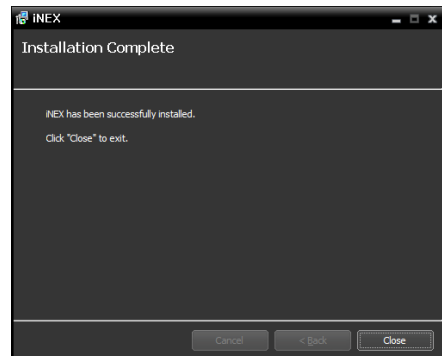 iNEX
Installation Complete
iNEX has been successfully installed.
Click "Close" to exit.
Cancel
< Back
Close